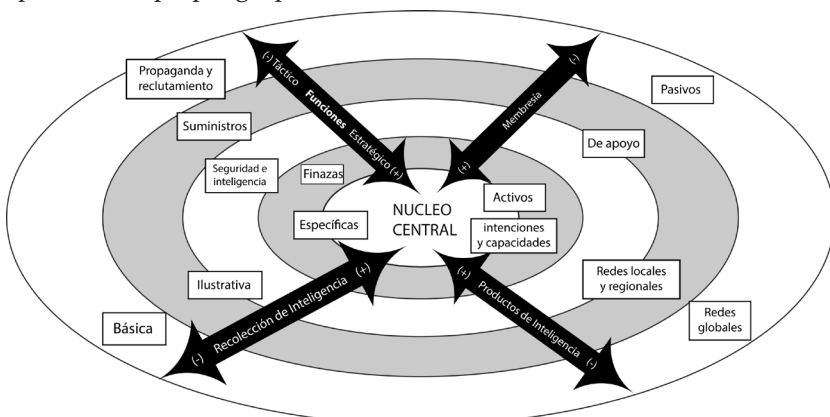 (-) Táctico Funciones Estratégico (+)
(-) Membresía (+)
Propaganda y
reclutamiento
Pasivos
Suministros
De apoyo
Seguridad e
inteligencia
Finazas
Activos
Específicas
NUCLEO
CENTRAL
intenciones
y capacidades
Ilustrativa
Redes locales
y regionales
Básica
Redes
globales
(-) Recolección de Inteligencia (+)
(+) Productos de Inteligencia (-)